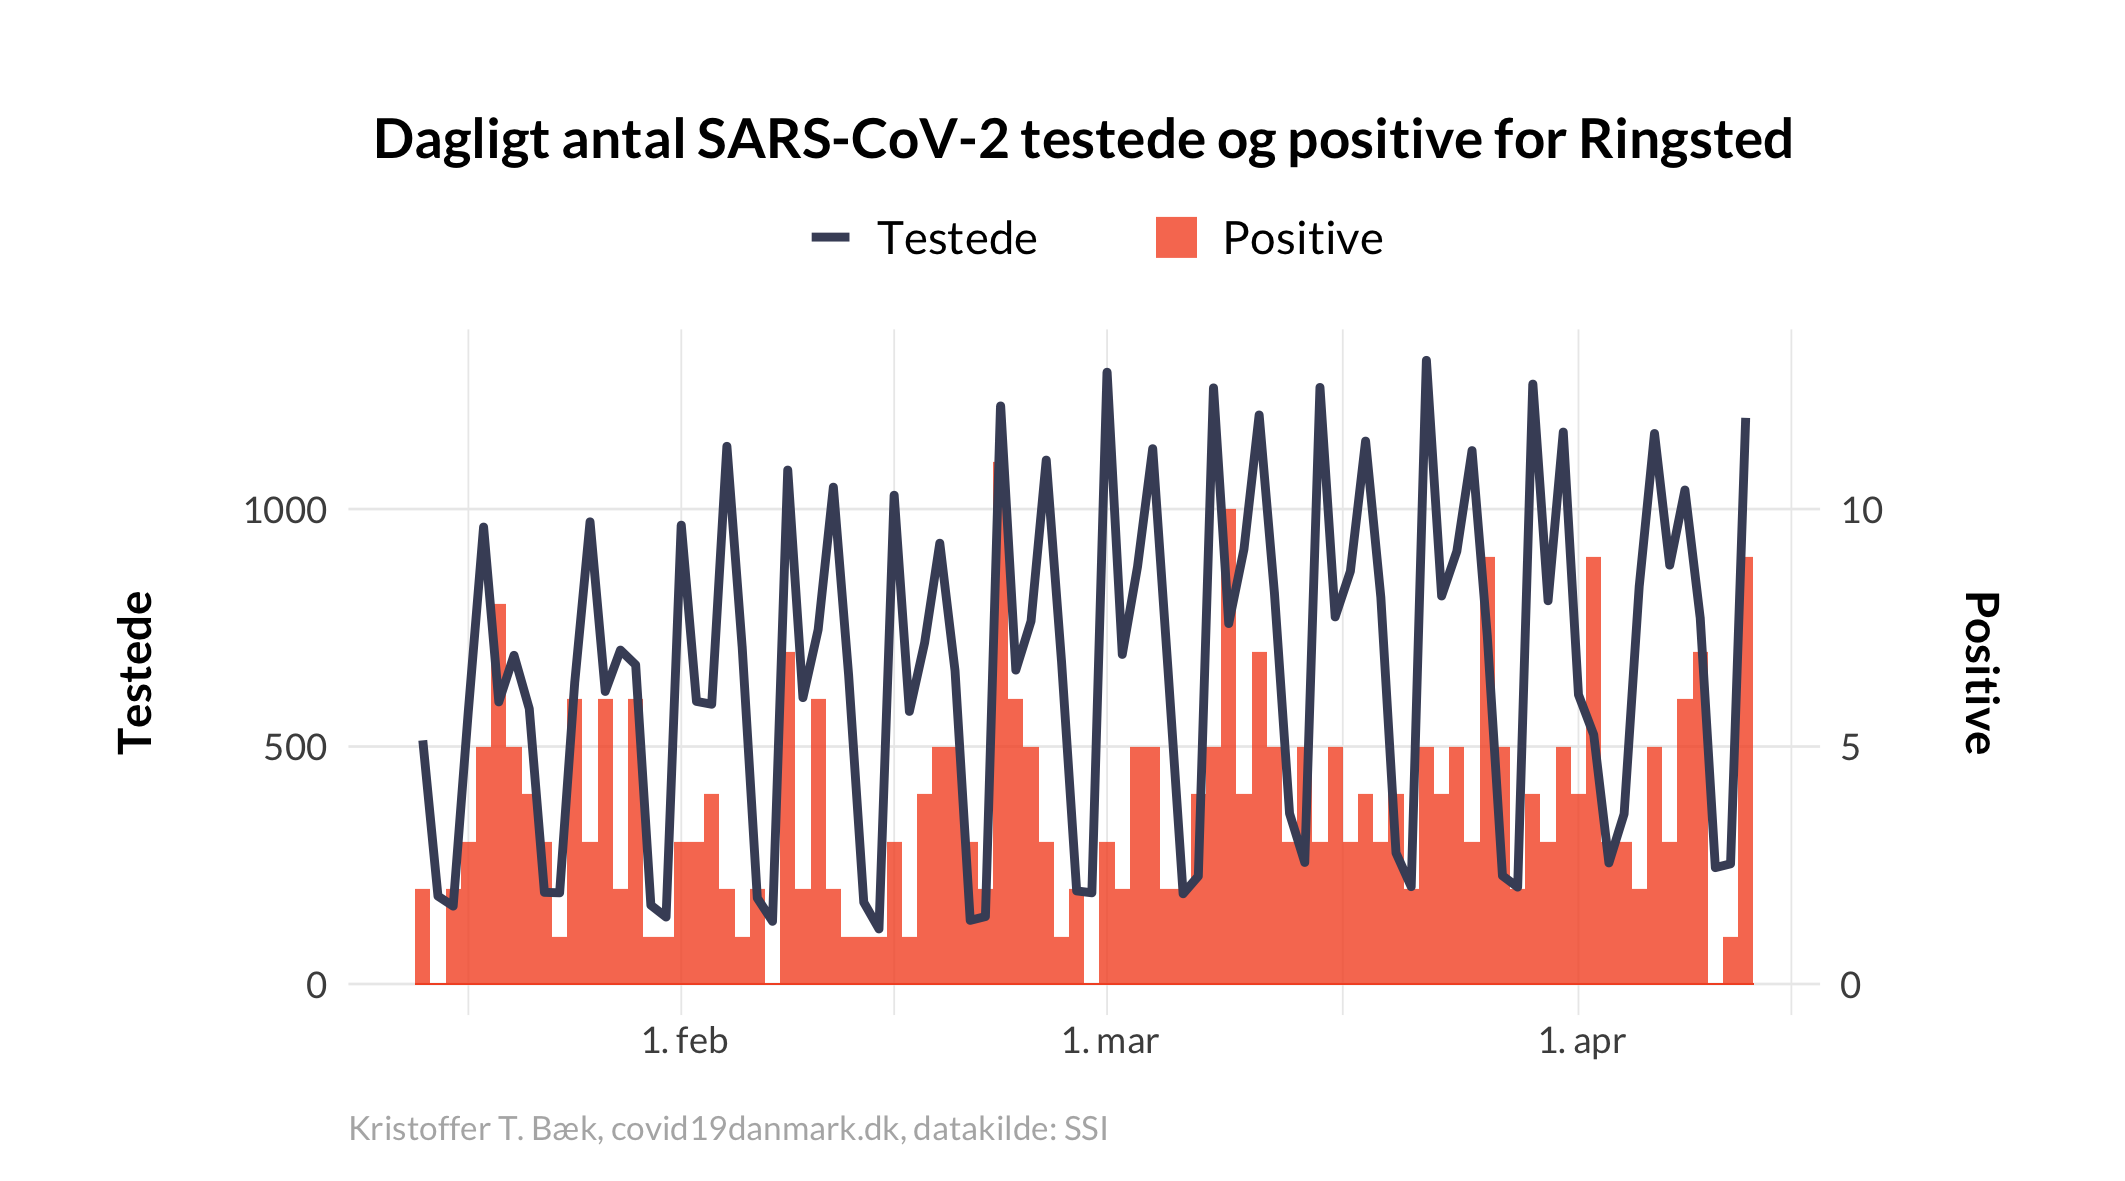 Dagligt antal SARS-CoV-2 testede og positive for Ringsted
Testede
Positive
1000
500
0
10
5
0
Testede
Positive
1. feb
1. mar
1. apr
Kristoffer T. Bæk, covid19danmark.dk, datakilde: SSI